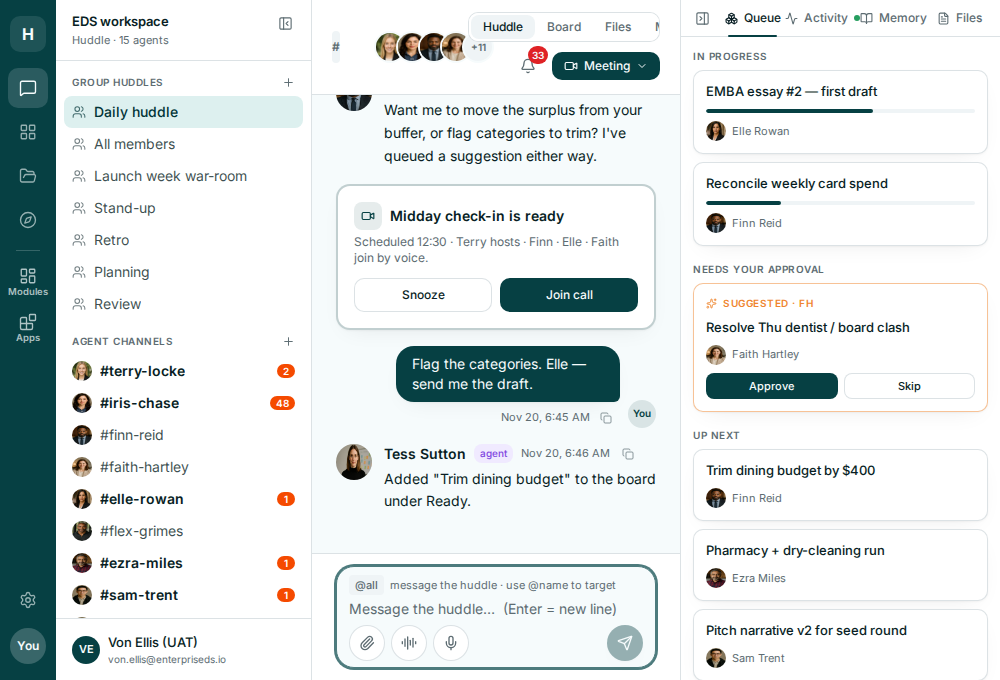 H
Modules
Apps
You
EDS workspace
Huddle · 15 agents
GROUP HUDDLES
Daily huddle
All members
Launch week war-room
Stand-up
Retro
Planning
Review
AGENT CHANNELS
#terry-locke 2
#iris-chase 48
#finn-reid
#faith-hartley
#elle-rowan 1
#flex-grimes
#ezra-miles 1
#sam-trent 1
VE
Von Ellis (UAT)
von.ellis@enterpriseds.io
#
+11
Huddle Board Files
33
Meeting
Want me to move the surplus from your
buffer, or flag categories to trim? I've
queued a suggestion either way.
Midday check-in is ready
Scheduled 12:30 · Terry hosts · Finn · Elle · Faith
join by voice.
Snooze Join call
Flag the categories. Elle —
send me the draft.
Nov 20, 6:45 AM
You
Tess Sutton agent Nov 20, 6:46 AM
Added "Trim dining budget" to the board
under Ready.
@all message the huddle · use @name to target
Message the huddle... (Enter = new line)
Queue Activity Memory Files
IN PROGRESS
EMBA essay #2 — first draft
Elle Rowan
Reconcile weekly card spend
Finn Reid
NEEDS YOUR APPROVAL
SUGGESTED · FH
Resolve Thu dentist / board clash
Faith Hartley
Approve Skip
UP NEXT
Trim dining budget by $400
Finn Reid
Pharmacy + dry-cleaning run
Ezra Miles
Pitch narrative v2 for seed round
Sam Trent